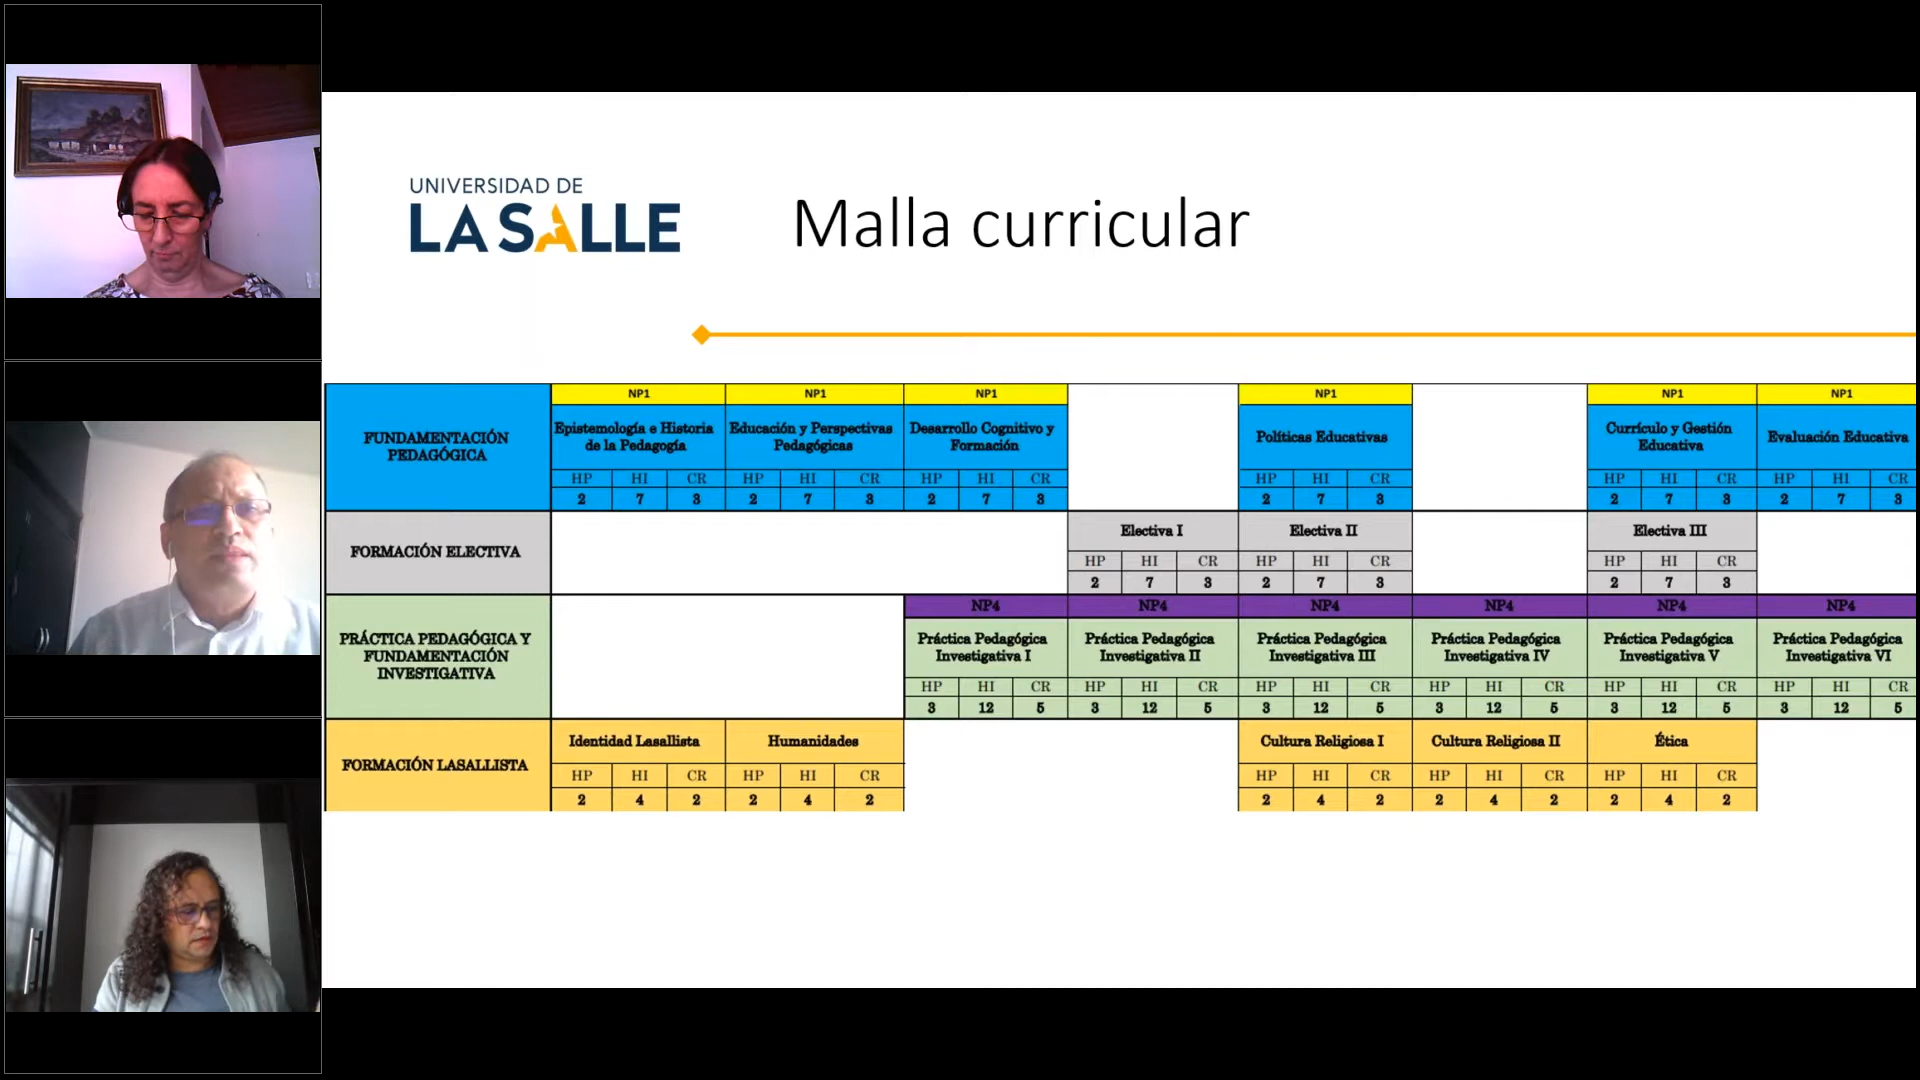 UNIVERSIDAD DE
LA SALLE
Malla curricular
NP1 NP1 NP1 NP1 NP1 NP1
FUNDAMENTACIÓN
PEDAGÓGICA
Epistemología e Historia
de la Pedagogía
Educación y Perspectivas
Pedagógicas
Desarrollo Cognitivo y
Formación
Políticas Educativas
Currículo y Gestión
Educativa
Evaluación Educativa
HP HI CR HP HI CR HP HI CR HP HI CR HP HI CR HP HI CR
2 7 3 2 7 3 2 7 3 2 7 3 2 7 3 2 7 3
FORMACIÓN ELECTIVA
Electiva I Electiva II Electiva III
HP HI CR HP HI CR HP HI CR
2 7 3 2 7 3 2 7 3
NP4 NP4 NP4 NP4 NP4 NP4
PRÁCTICA PEDAGÓGICA Y
FUNDAMENTACIÓN
INVESTIGATIVA
Práctica Pedagógica
Investigativa I
Práctica Pedagógica
Investigativa II
Práctica Pedagógica
Investigativa III
Práctica Pedagógica
Investigativa IV
Práctica Pedagógica
Investigativa V
Práctica Pedagógica
Investigativa VI
HP HI CR HP HI CR HP HI CR HP HI CR HP HI CR HP HI CR
3 12 5 3 12 5 3 12 5 3 12 5 3 12 5 3 12 5
FORMACIÓN LASALLISTA
Identidad Lasallista Humanidades Cultura Religiosa I Cultura Religiosa II Ética
HP HI CR HP HI CR HP HI CR HP HI CR HP HI CR
2 4 2 2 4 2 2 4 2 2 4 2 2 4 2